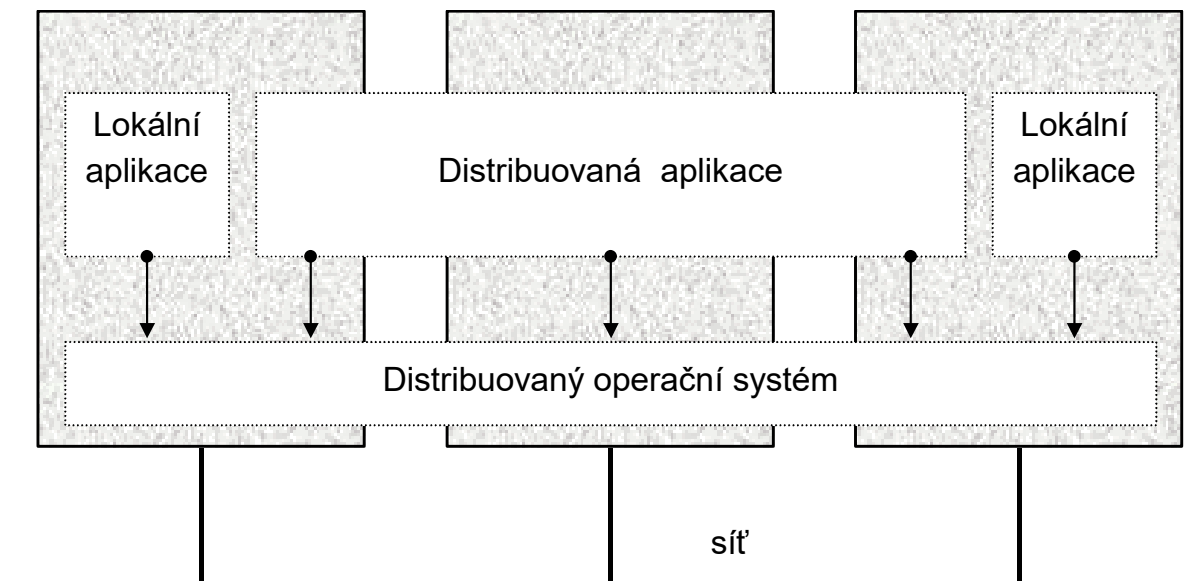 Lokální
aplikace
Distribuovaná aplikace
Lokální
aplikace
Distribuovaný operační systém
síť